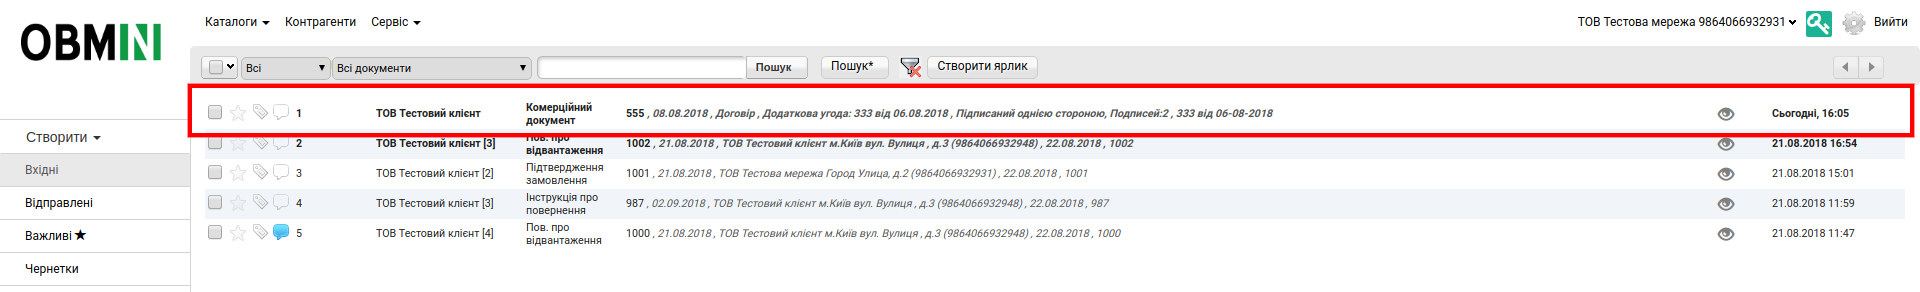 Каталоги Контрагенти Сервіс ТОВ Тестова мережа 9864066932931 Вийти
OBMIN
Всі Всі документи Пошук Пошук* Створити ярлик
1 ТОВ Тестовий клієнт Комерційний документ 555 , 08.08.2018 , Договір , Додаткова угода: 333 від 06.08.2018 , Підписаний однією стороною, Подписей:2 , 333 від 06-08-2018 Сьогодні, 16:05
Створити
2 ТОВ Тестовий клієнт [3] Пов. про відвантаження 1002 , 21.08.2018 , ТОВ Тестовий клієнт м.Київ вул. Вулиця , д.3 (9864066932948) , 22.08.2018 , 1002 21.08.2018 16:54
Вхідні
3 ТОВ Тестовий клієнт [2] Підтвердження замовлення 1001 , 21.08.2018 , ТОВ Тестова мережа Город Улица, д.2 (9864066932931) , 22.08.2018 , 1001 21.08.2018 15:01
Відправлені
4 ТОВ Тестовий клієнт [3] Інструкція про повернення 987 , 02.09.2018 , ТОВ Тестовий клієнт м.Київ вул. Вулиця , д.3 (9864066932948) , 22.08.2018 , 987 21.08.2018 11:59
Важливі ★
5 ТОВ Тестовий клієнт [4] Пов. про відвантаження 1000 , 21.08.2018 , ТОВ Тестовий клієнт м.Київ вул. Вулиця , д.3 (9864066932948) , 22.08.2018 , 1000 21.08.2018 11:47
Чернетки